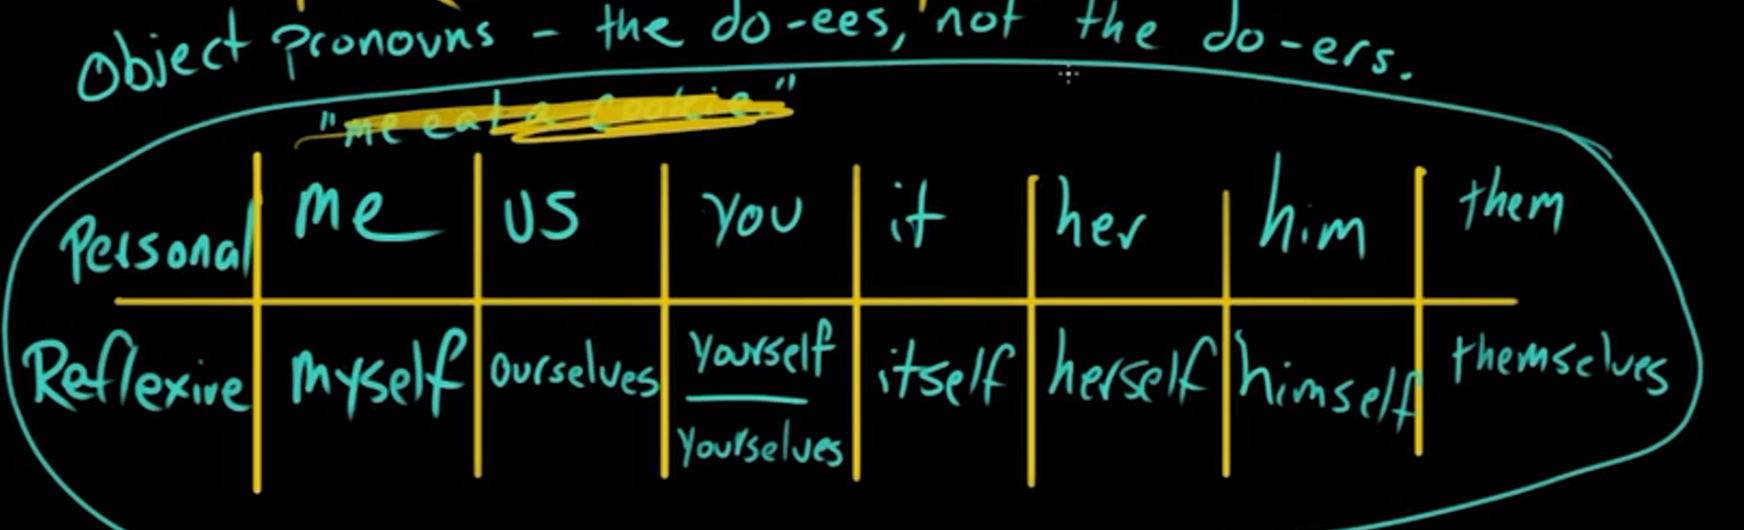 Object pronouns - the do-ees, not the do-ers.
"me eat a cookie."
Personal me us you it her him them
Reflexive myself ourselves yourself itself herself himself themselves
yourselves